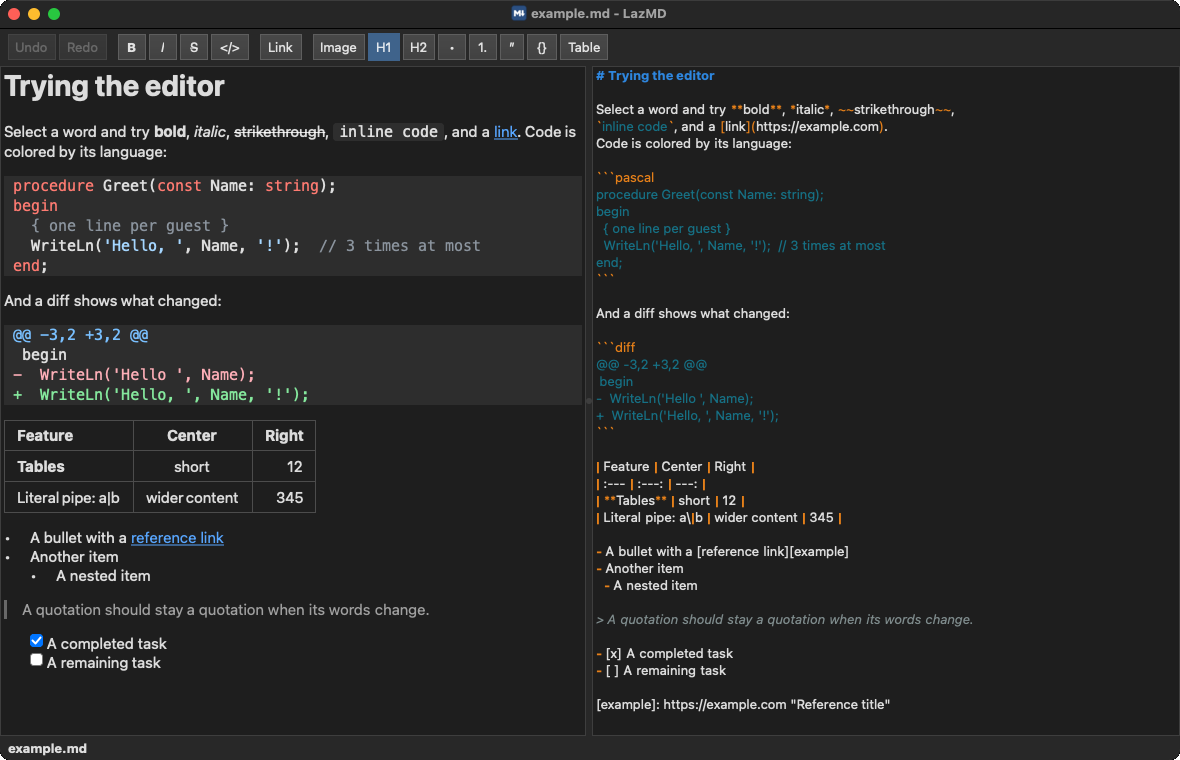 example.md - LazMD
Undo Redo B I S </> Link Image H1 H2 • 1. " {} Table
Trying the editor
Select a word and try bold, italic, strikethrough, inline code, and a link. Code is
colored by its language:
procedure Greet(const Name: string);
begin
  { one line per guest }
  WriteLn('Hello, ', Name, '!');  // 3 times at most
end;
And a diff shows what changed:
@@ -3,2 +3,2 @@
 begin
-  WriteLn('Hello ', Name);
+  WriteLn('Hello, ', Name, '!');
Feature Center Right
Tables short 12
Literal pipe: a|b wider content 345
• A bullet with a reference link
• Another item
• A nested item
A quotation should stay a quotation when its words change.
A completed task
A remaining task
# Trying the editor
Select a word and try **bold**, *italic*, ~~strikethrough~~,
`inline code`, and a [link](https://example.com).
Code is colored by its language:
```pascal
procedure Greet(const Name: string);
begin
  { one line per guest }
  WriteLn('Hello, ', Name, '!');  // 3 times at most
end;
```
And a diff shows what changed:
```diff
@@ -3,2 +3,2 @@
 begin
-  WriteLn('Hello ', Name);
+  WriteLn('Hello, ', Name, '!');
```
| Feature | Center | Right |
| :--- | :---: | ---: |
| **Tables** | short | 12 |
| Literal pipe: a\|b | wider content | 345 |
- A bullet with a [reference link][example]
- Another item
  - A nested item
> A quotation should stay a quotation when its words change.
- [x] A completed task
- [ ] A remaining task
[example]: https://example.com "Reference title"
example.md